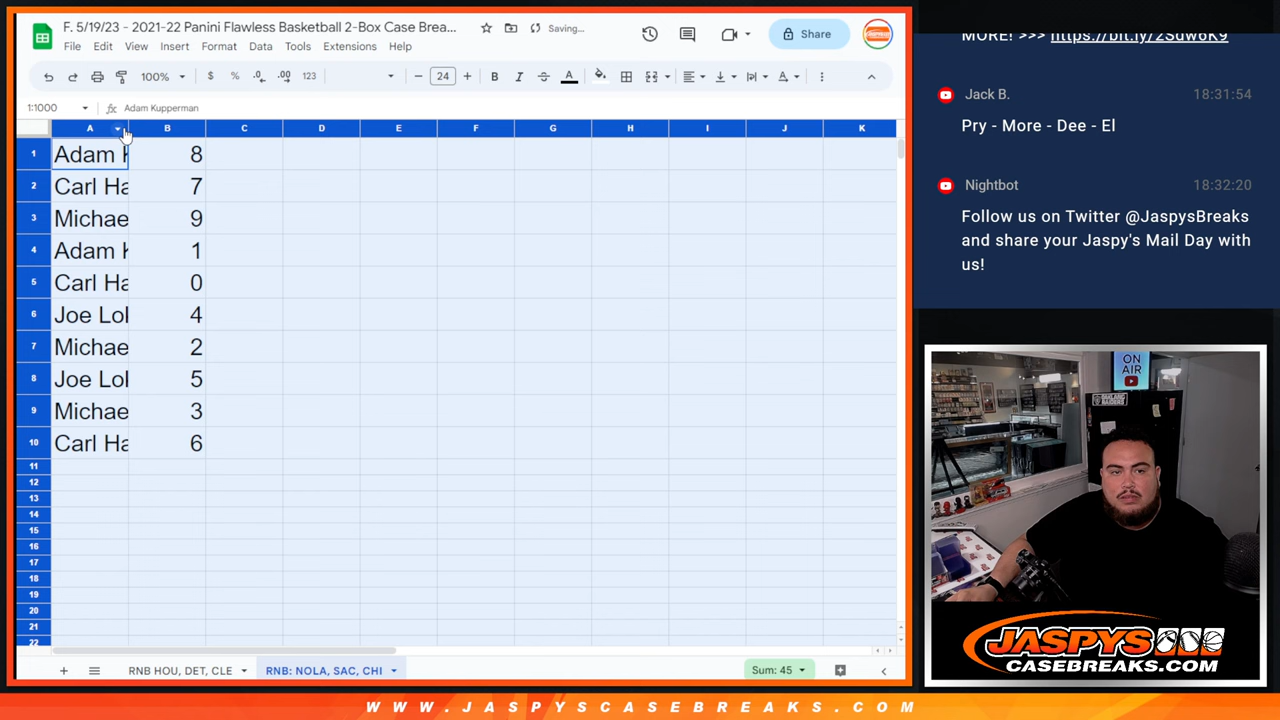 F. 5/19/23 - 2021-22 Panini Flawless Basketball 2-Box Case Brea...
Saving...
Share
File Edit View Insert Format Data Tools Extensions Help
100% $ % .0 .00 123 24 B I A
1:1000 fx Adam Kupperman
A B C D E F G H I J K
1 Adam K 8
2 Carl Ha 7
3 Michae 9
4 Adam K 1
5 Carl Ha 0
6 Joe Lol 4
7 Michae 2
8 Joe Lol 5
9 Michae 3
10 Carl Ha 6
11
12
13
14
15
16
17
18
19
20
21
22
RNB HOU, DET, CLE
RNB: NOLA, SAC, CHI
Sum: 45
MORE! >>> https://bit.ly/2Sdw6K9
Jack B. 18:31:54
Pry - More - Dee - El
Nightbot 18:32:20
Follow us on Twitter @JaspysBreaks
and share your Jaspy's Mail Day with
us!
ON
AIR
JASPYS
CASEBREAKS.COM
WWW.JASPYSCASEBREAKS.COM